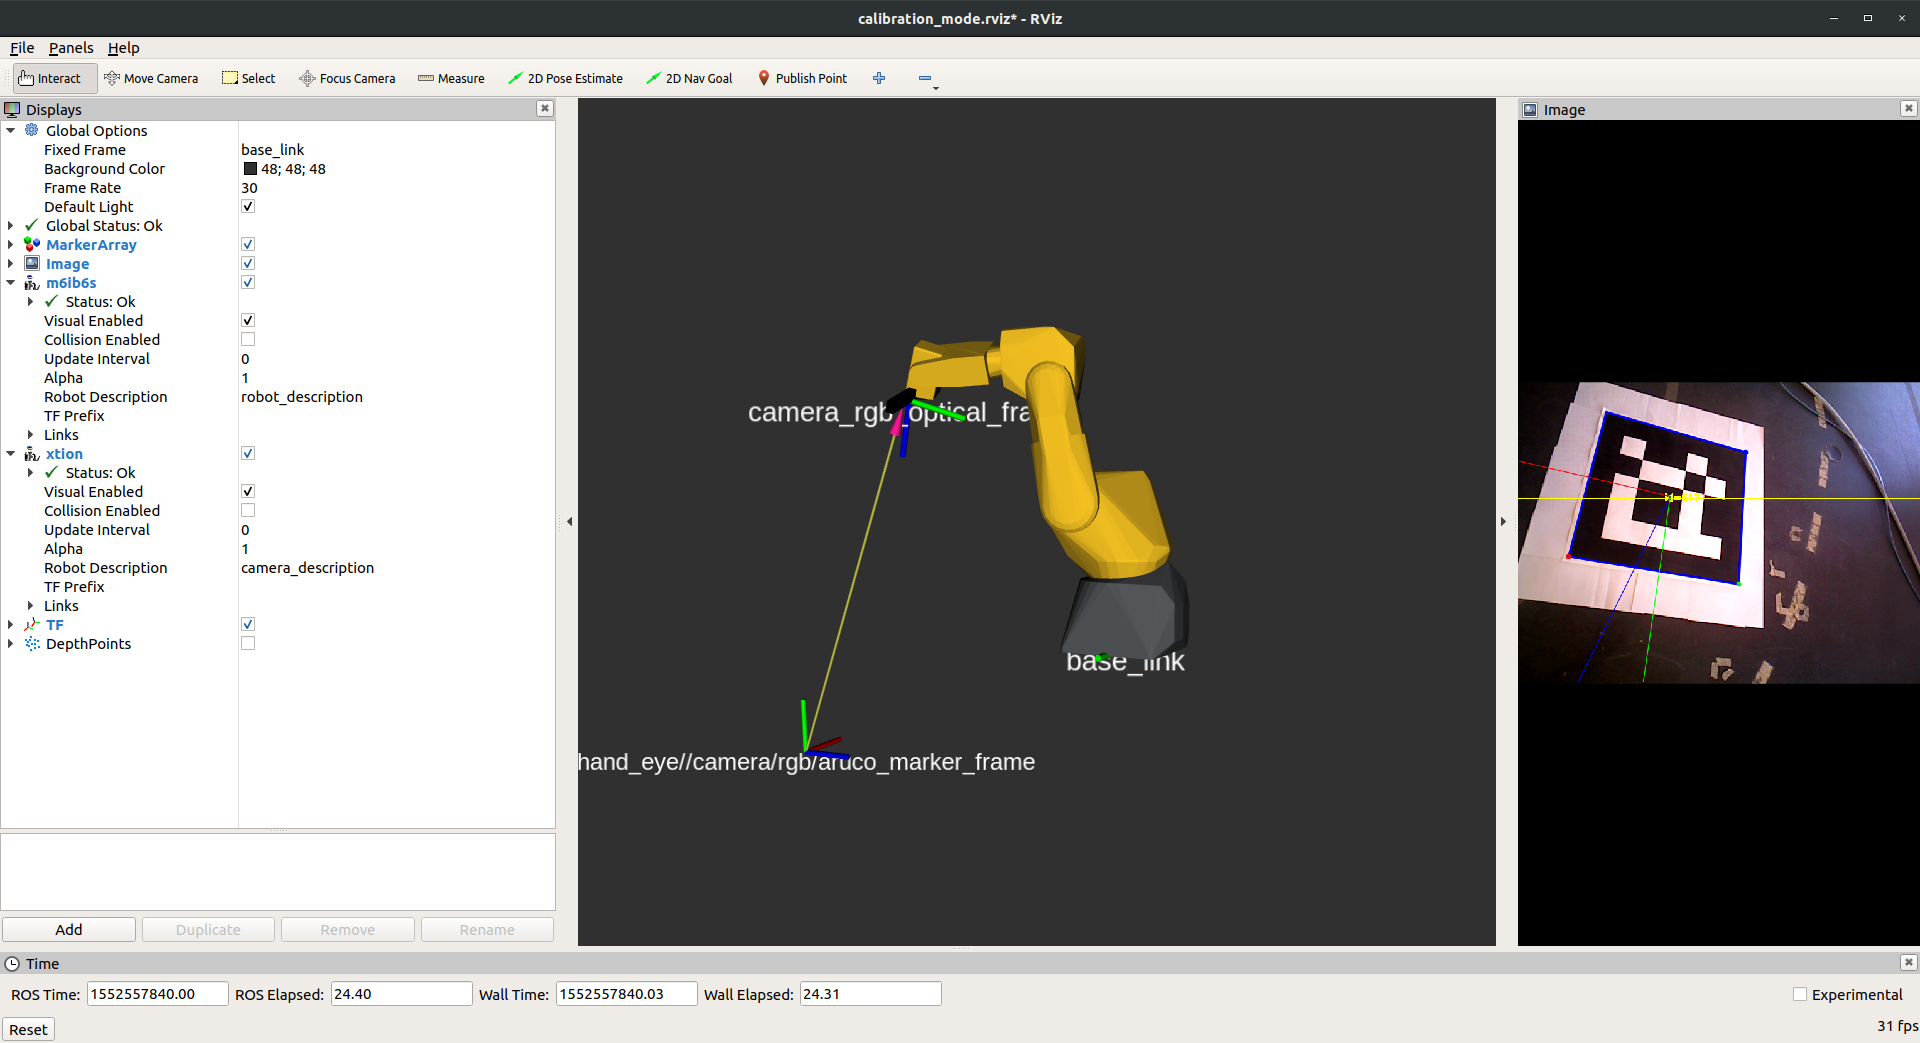 calibration_mode.rviz* - RViz
File Panels Help
Interact Move Camera Select Focus Camera Measure 2D Pose Estimate 2D Nav Goal Publish Point
Displays
Global Options
Fixed Frame base_link
Background Color 48; 48; 48
Frame Rate 30
Default Light
Global Status: Ok
MarkerArray
Image
m6ib6s
Status: Ok
Visual Enabled
Collision Enabled
Update Interval 0
Alpha 1
Robot Description robot_description
TF Prefix
Links
xtion
Status: Ok
Visual Enabled
Collision Enabled
Update Interval 0
Alpha 1
Robot Description camera_description
TF Prefix
Links
TF
DepthPoints
Add Duplicate Remove Rename
camera_rgb_optical_fra
base_link
hand_eye//camera/rgb/aruco_marker_frame
Image
Time
ROS Time: 1552557840.00 ROS Elapsed: 24.40 Wall Time: 1552557840.03 Wall Elapsed: 24.31 Experimental
Reset 31 fps